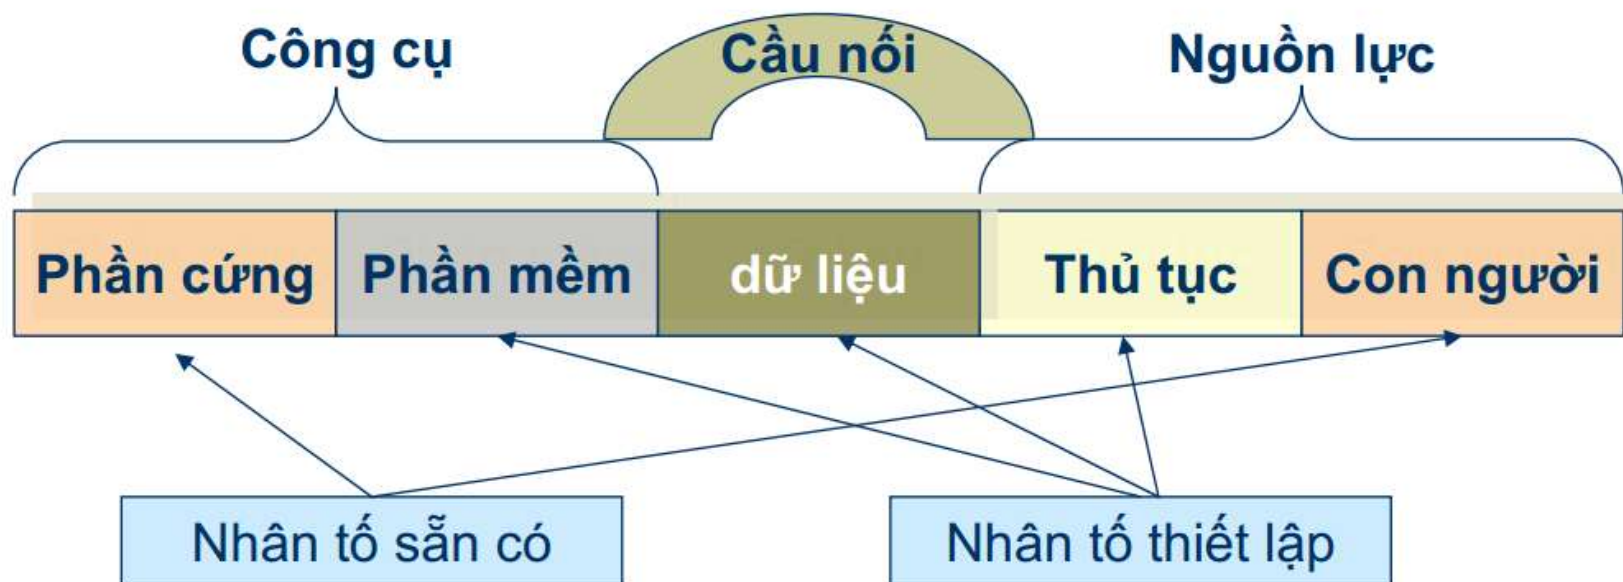 Công cụ
Cầu nối
Nguồn lực
Phần cứng
Phần mềm
dữ liệu
Thủ tục
Con người
Nhân tố sẵn có
Nhân tố thiết lập